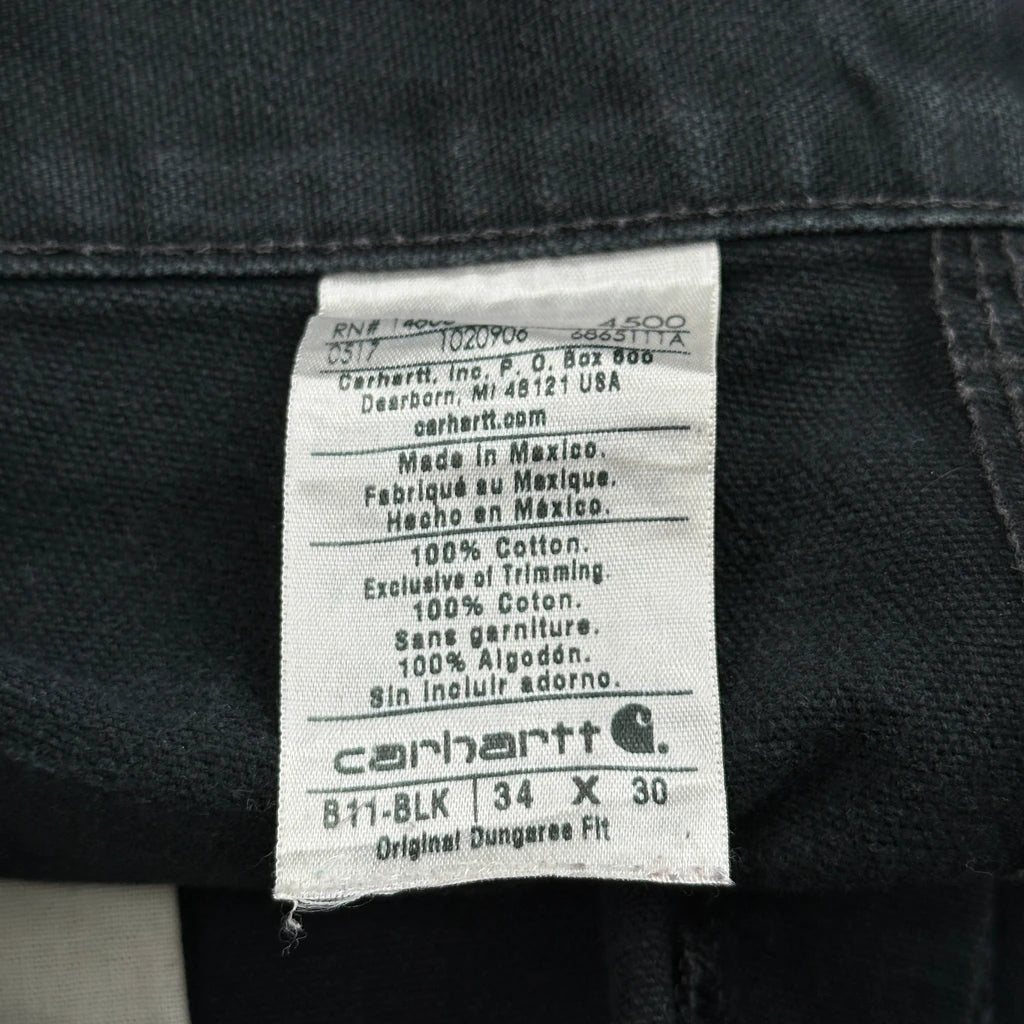 RN# 14806 4500
0517 1020906 6865111A
Carhartt, Inc, P. O. Box 600
Dearborn, MI 48121 USA
carhartt.com
Made in Mexico.
Fabriqué au Mexique.
Hecho en México.
100% Cotton.
Exclusive of Trimming.
100% Coton.
Sans garniture.
100% Algodón.
Sin incluir adorno.
carhartt
B11-BLK 34 X 30
Original Dungaree Fit